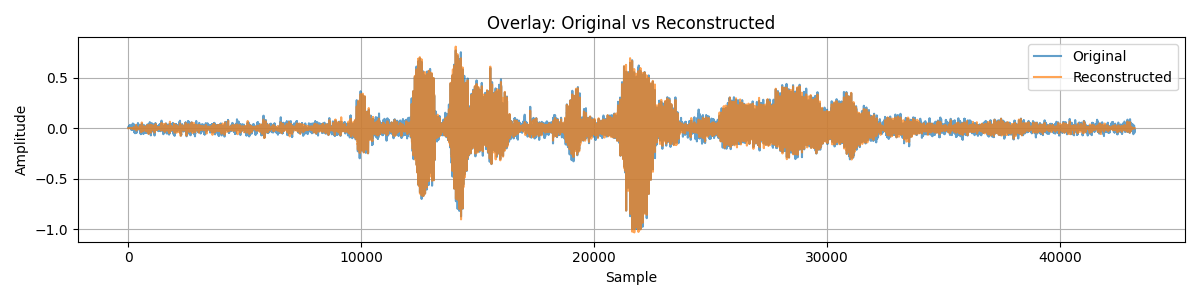 Overlay: Original vs Reconstructed
Original
Reconstructed
Amplitude
0.5
0.0
−0.5
−1.0
0
10000
20000
30000
40000
Sample